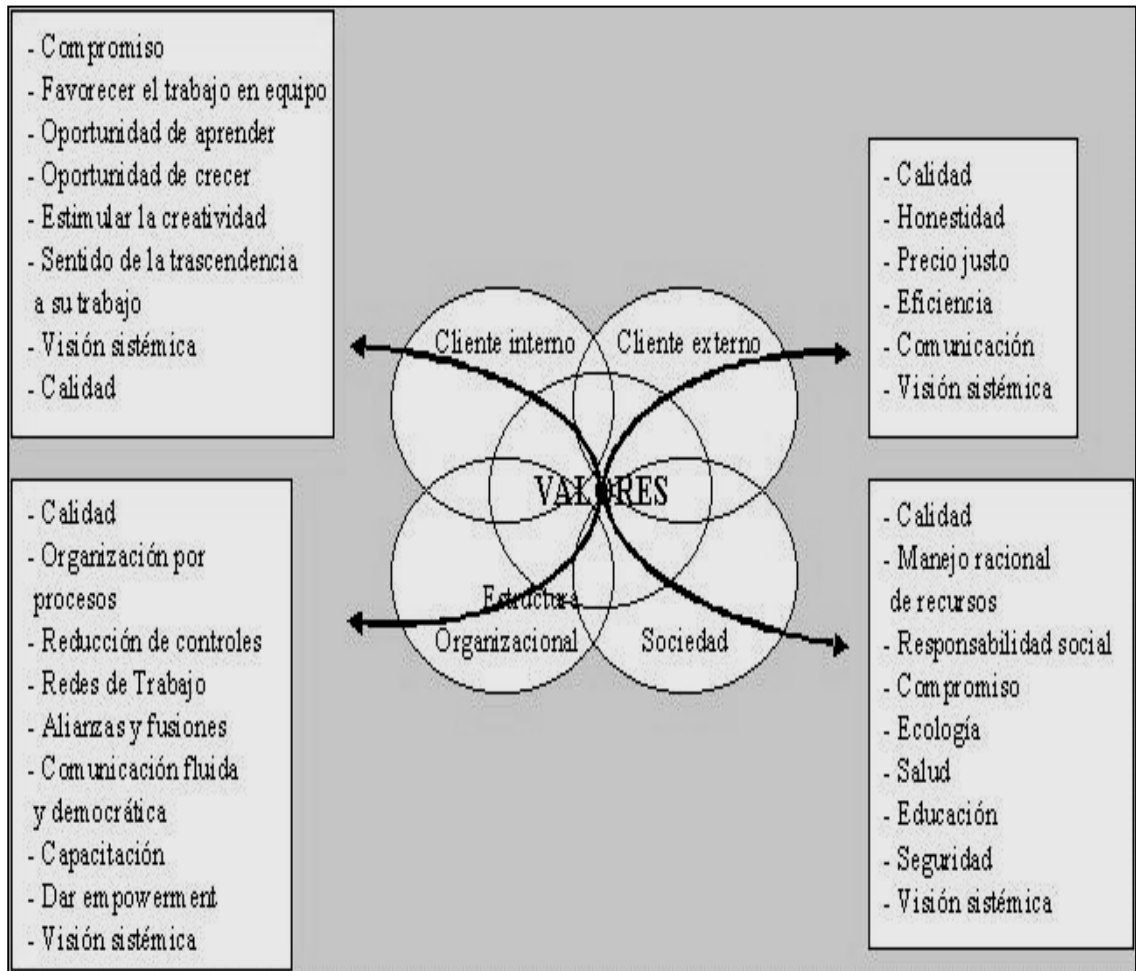 - Compromiso
- Favorecer el trabajo en equipo
- Oportunidad de aprender
- Oportunidad de crecer
- Estimular la creatividad
- Sentido de la trascendencia
a su trabajo
- Visión sistémica
- Calidad
- Calidad
- Honestidad
- Precio justo
- Eficiencia
- Comunicación
- Visión sistémica
Cliente interno
Cliente externo
VALORES
Estructura
Organizacional
Sociedad
- Calidad
- Organización por
procesos
- Reducción de controles
- Redes de Trabajo
- Alianzas y fusiones
- Comunicación fluida
y democrática
- Capacitación
- Dar empowerment
- Visión sistémica
- Calidad
- Manejo racional
de recursos
- Responsabilidad social
- Compromiso
- Ecología
- Salud
- Educación
- Seguridad
- Visión sistémica